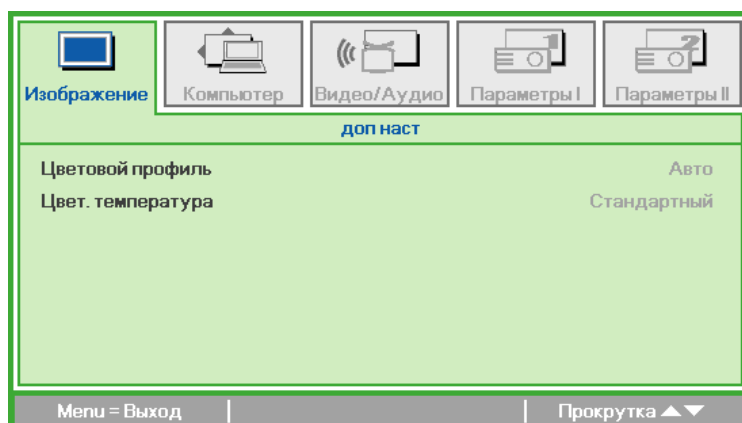 Изображение Компьютер Видео/Аудио Параметры I Параметры II
доп наст
Цветовой профиль Авто
Цвет. температура Стандартный
Menu = Выход Прокрутка ▲▼